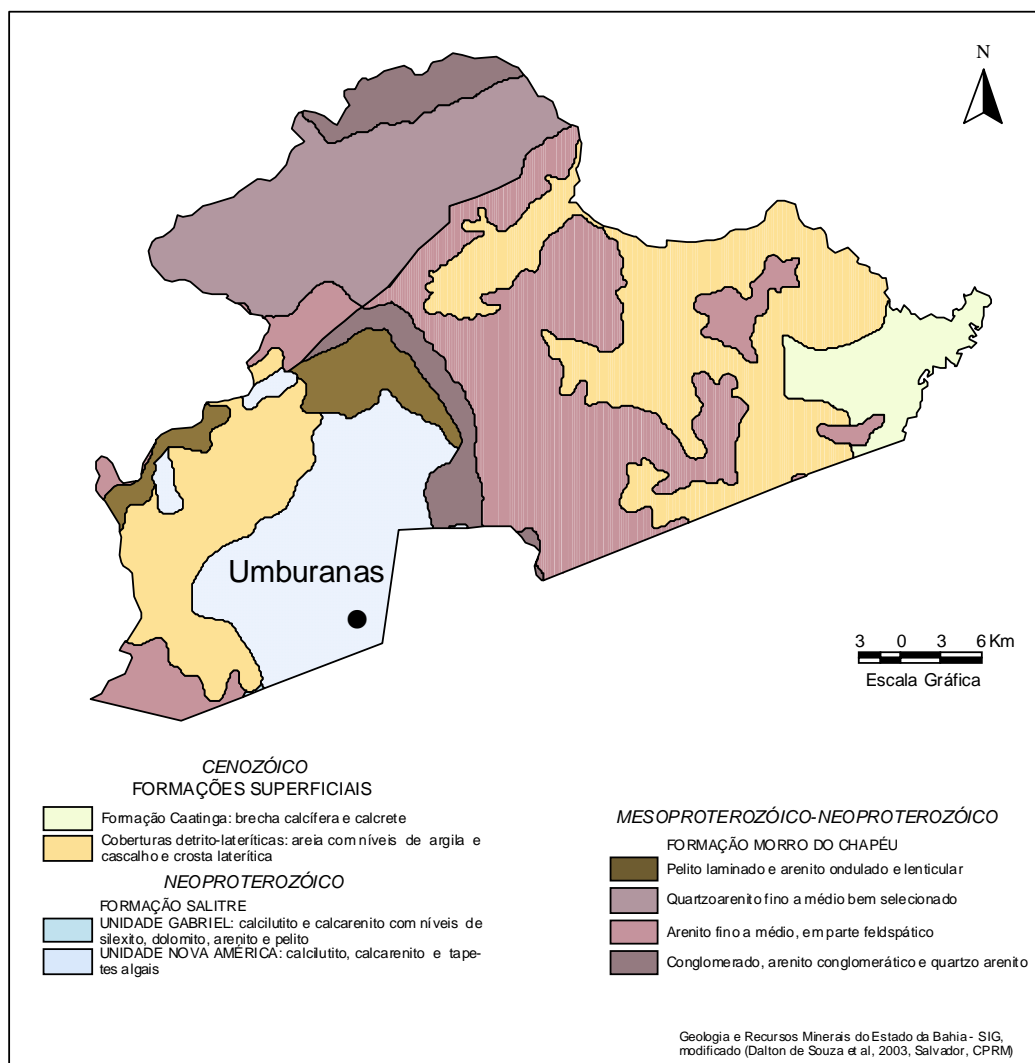 N
Umburanas
3 0 3 6 Km
Escala Gráfica
CENOZÓICO
FORMAÇÕES SUPERFICIAIS
Formação Caatinga: brecha calcífera e calcrete
Coberturas detrito-lateríticas: areia com níveis de argila e
cascalho e crosta laterítica
NEOPROTEROZÓICO
FORMAÇÃO SALITRE
UNIDADE GABRIEL: calcilutito e calcarenito com níveis de
silexito, dolomito, arenito e pelito
UNIDADE NOVA AMÉRICA: calcilutito, calcarenito e tape-
tes algais
MESOPROTEROZÓICO-NEOPROTEROZÓICO
FORMAÇÃO MORRO DO CHAPÉU
Pelito laminado e arenito ondulado e lenticular
Quartzoarenito fino a médio bem selecionado
Arenito fino a médio, em parte feldspático
Conglomerado, arenito conglomerático e quartzo arenito
Geologia e Recursos Minerais do Estado da Bahia - SIG,
modificado (Dalton de Souza et al, 2003, Salvador, CPRM)